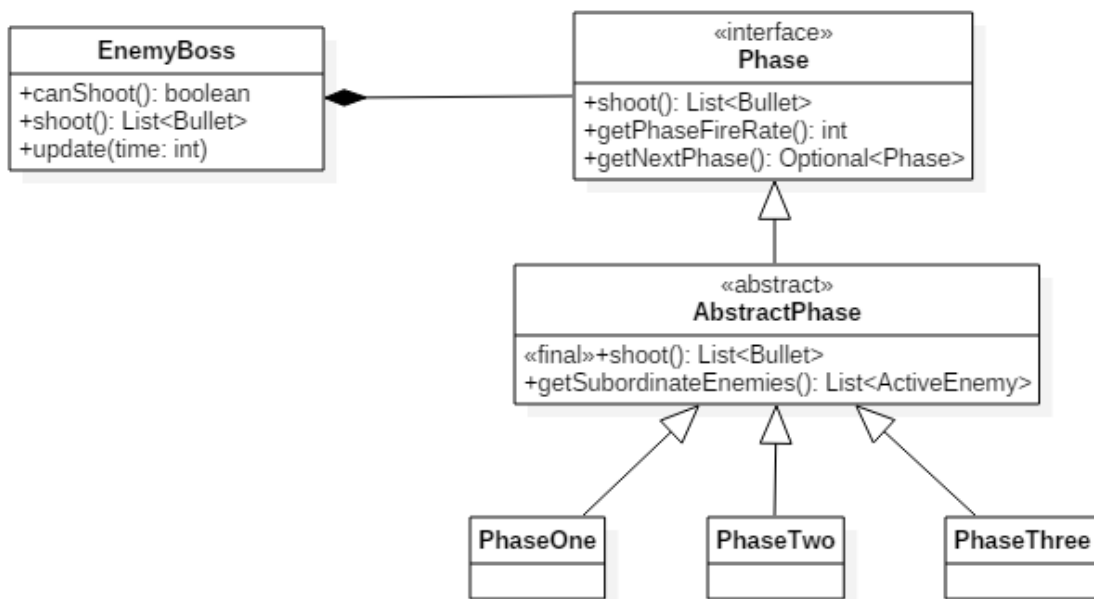 EnemyBoss
+canShoot(): boolean
+shoot(): List<Bullet>
+update(time: int)
«interface»
Phase
+shoot(): List<Bullet>
+getPhaseFireRate(): int
+getNextPhase(): Optional<Phase>
«abstract»
AbstractPhase
«final»+shoot(): List<Bullet>
+getSubordinateEnemies(): List<ActiveEnemy>
PhaseOne
PhaseTwo
PhaseThree